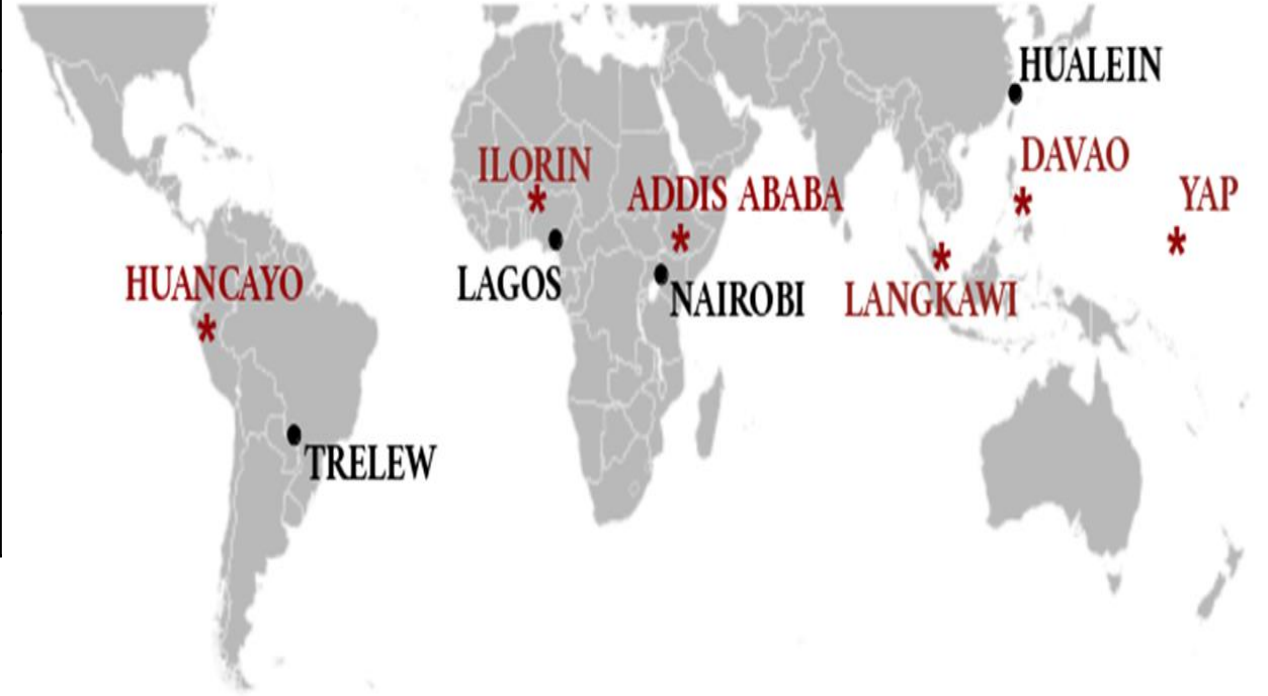 HUALEIN
DAVAO
ILORIN
ADDIS ABABA
YAP
HUANCAYO
LAGOS
NAIROBI
LANGKAWI
TRELEW